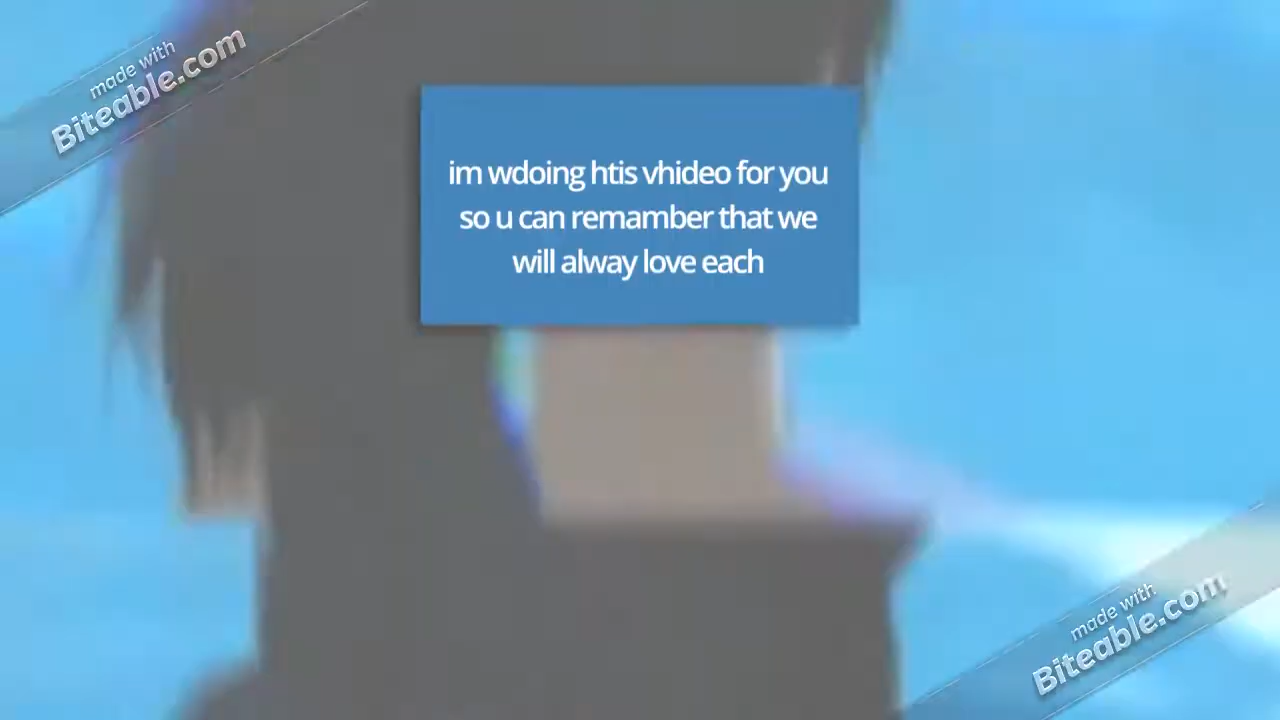 made with
Biteable.com
im wdoing htis vhideo for you
so u can remamber that we
will alway love each
made with
Biteable.com